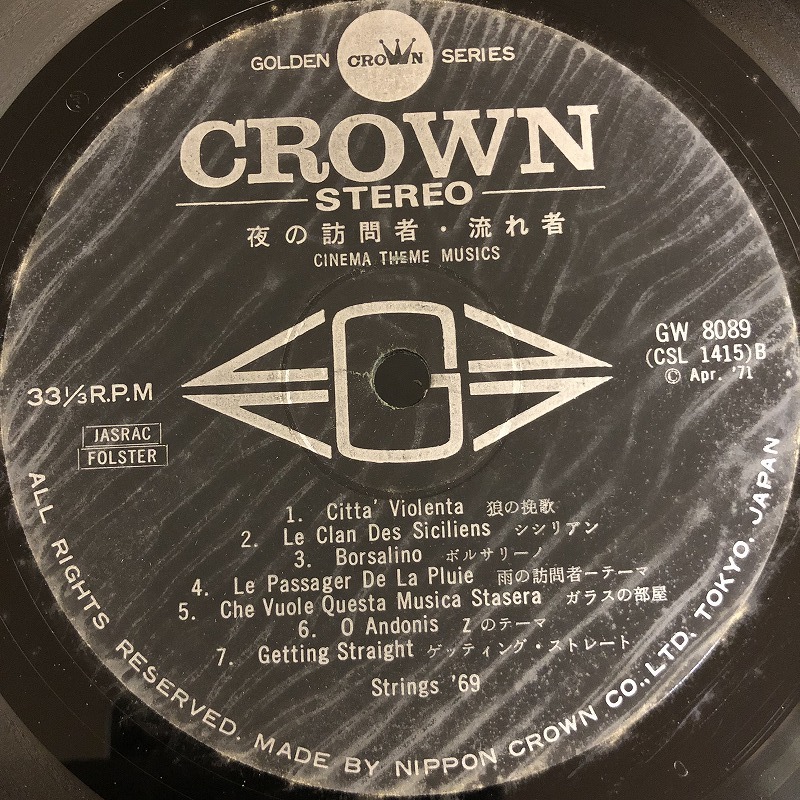 GOLDEN CROWN SERIES
CROWN
STEREO
夜の訪問者・流れ者
CINEMA THEME MUSICS
G
GW 8089
(CSL 1415)B
© Apr. '71
33⅓R.P.M
JASRAC
FOLSTER
1. Citta' Violenta 狼の挽歌
2. Le Clan Des Siciliens シシリアン
3. Borsalino ボルサリーノ
4. Le Passager De La Pluie 雨の訪問者ーテーマ
5. Che Vuole Questa Musica Stasera ガラスの部屋
6. O Andonis Zのテーマ
7. Getting Straight ゲッティング・ストレート
Strings '69
ALL RIGHTS RESERVED. MADE BY NIPPON CROWN CO.,LTD. TOKYO, JAPAN